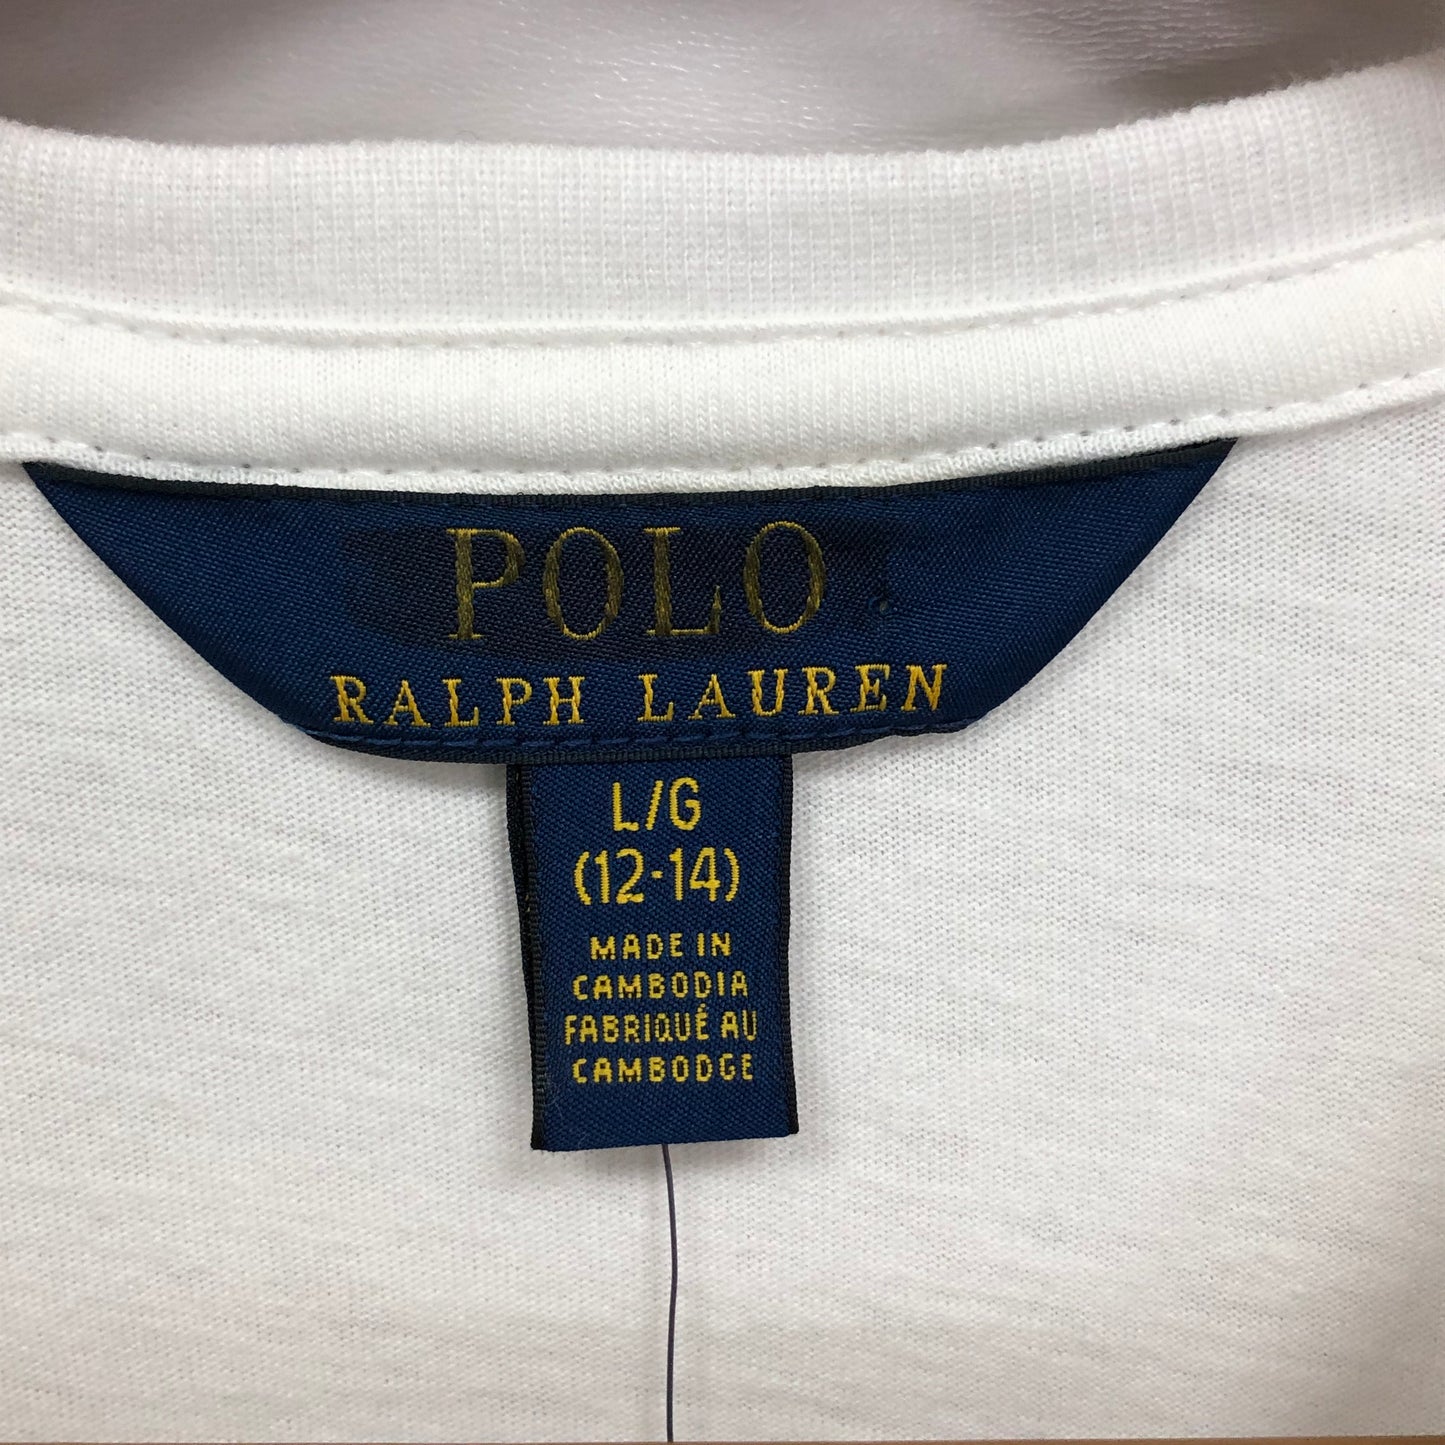 POLO
RALPH LAUREN
L/G
(12-14)
MADE IN
CAMBODIA
FABRIQUÉ AU
CAMBODGE